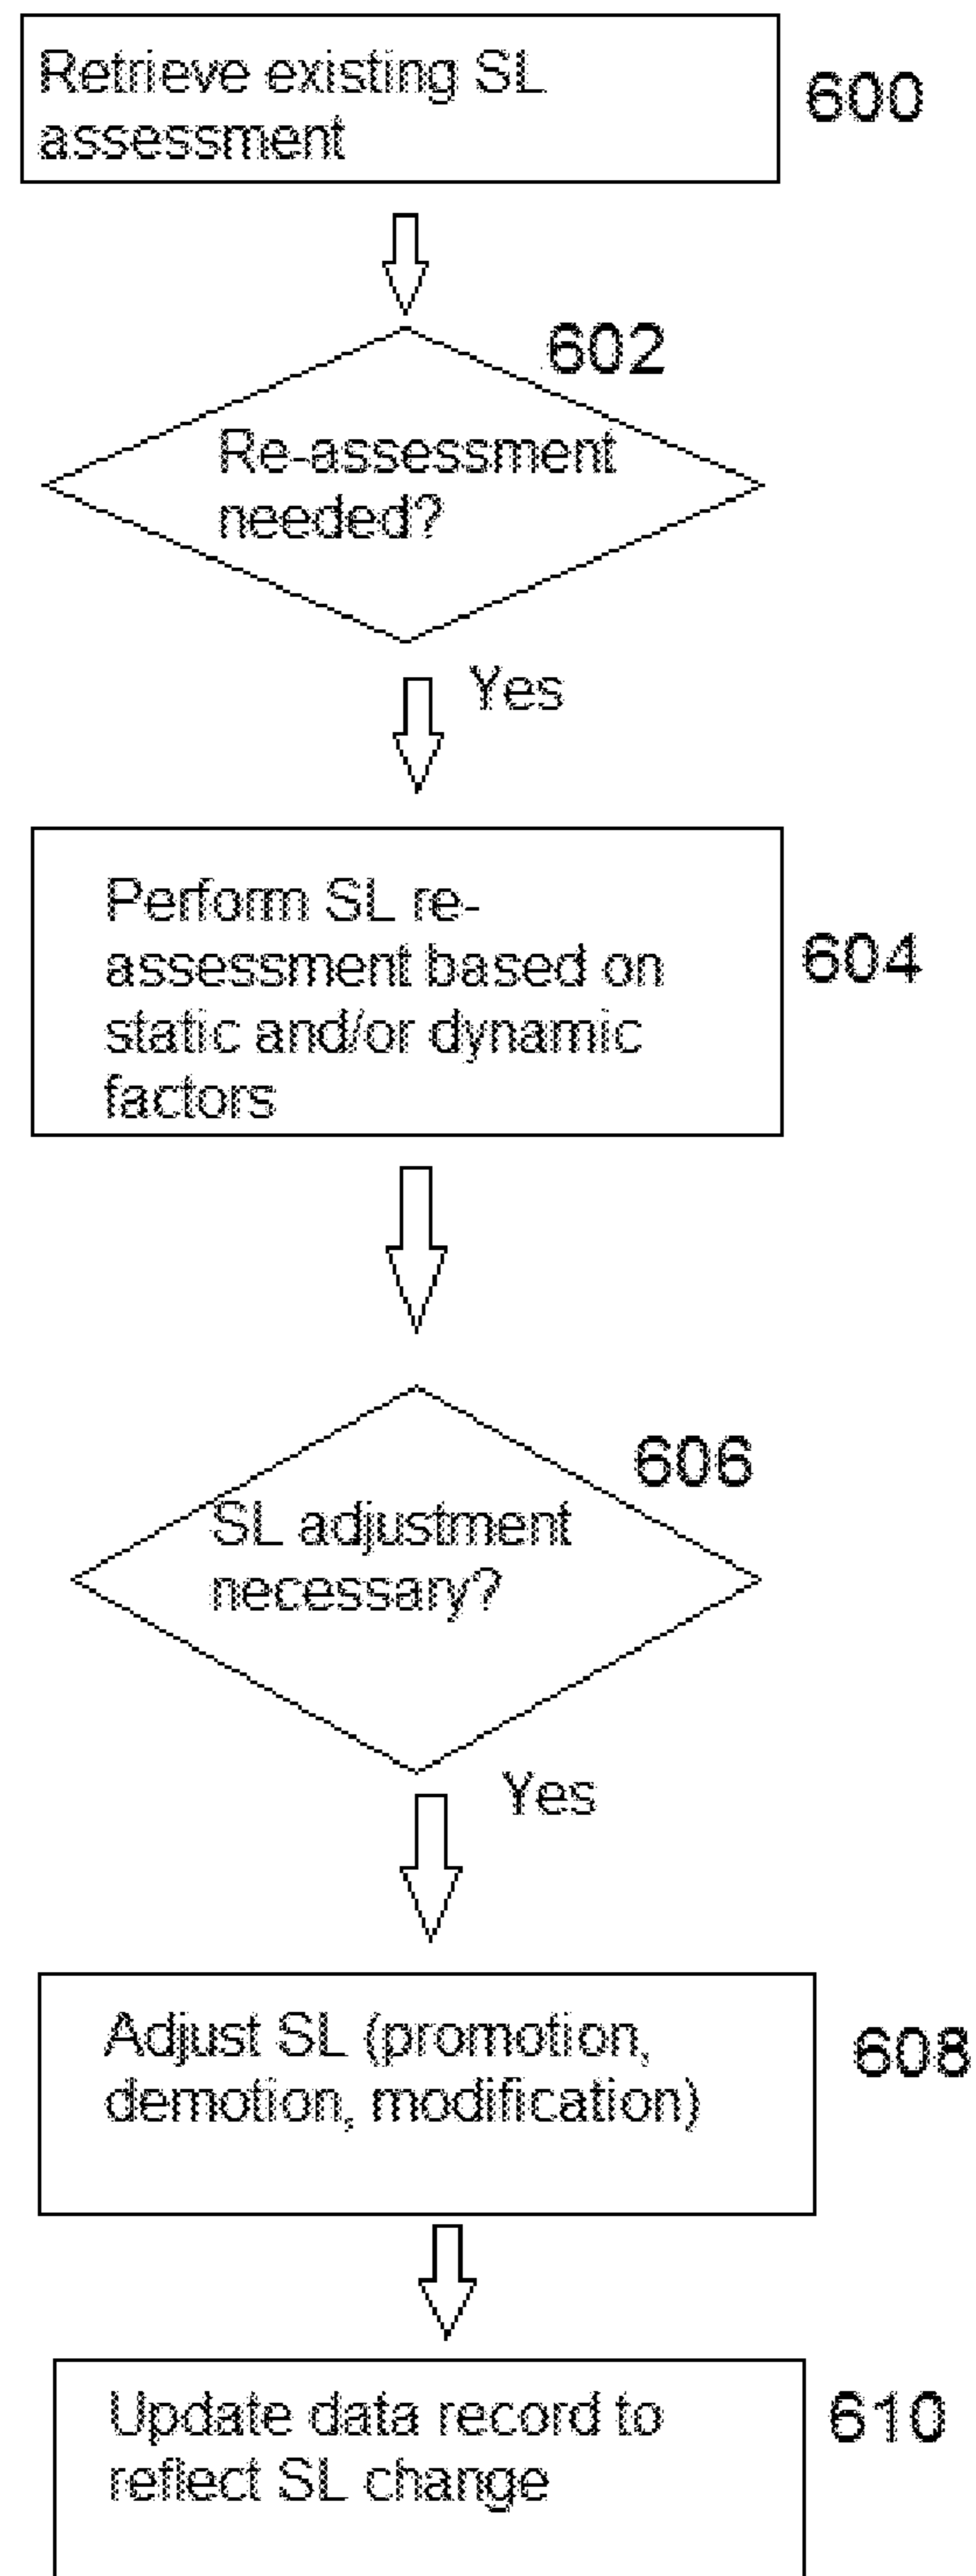 Retrieve existing SL
assessment
600
602
Re-assessment
needed?
Yes
Perform SL re-
assessment based on
static and/or dynamic
factors
604
606
SL adjustment
necessary?
Yes
Adjust SL (promotion,
demotion, modification)
608
Update data record to
reflect SL change
610